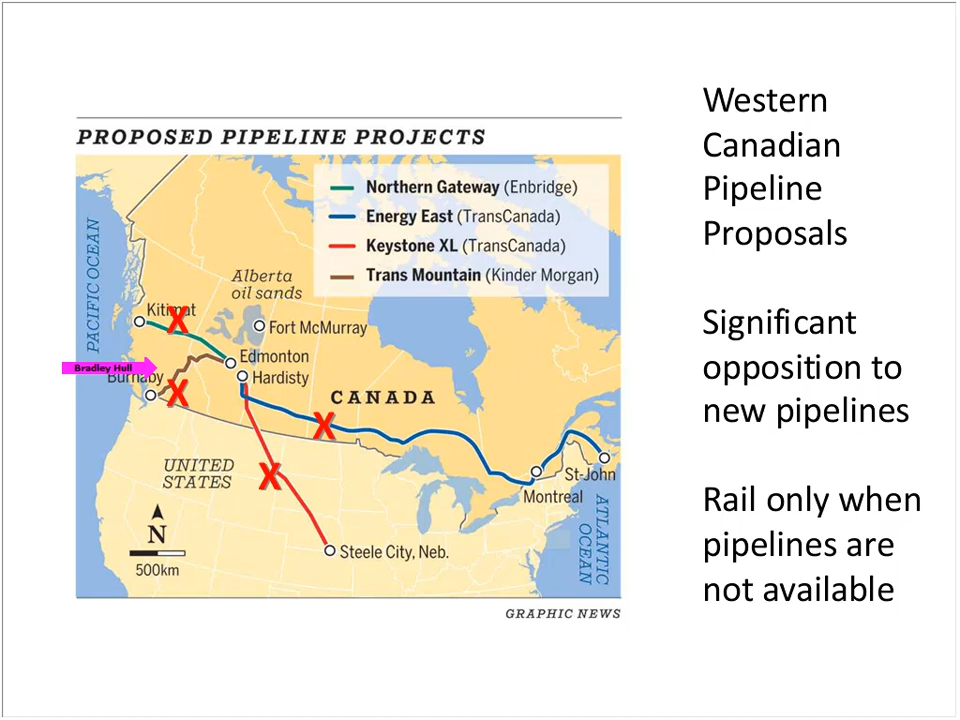 Western
Canadian
Pipeline
Proposals
Significant
opposition to
new pipelines
Rail only when
pipelines are
not available
PROPOSED PIPELINE PROJECTS
Northern Gateway (Enbridge)
Energy East (TransCanada)
Keystone XL (TransCanada)
Trans Mountain (Kinder Morgan)
PACIFIC OCEAN
Alberta
oil sands
Kitimat
X
Fort McMurray
Edmonton
Bradley Hull
Burnaby
Hardisty
X
CANADA
X
UNITED
STATES
X
St-John
Montreal
ATLANTIC
OCEAN
N
500km
Steele City, Neb.
GRAPHIC NEWS